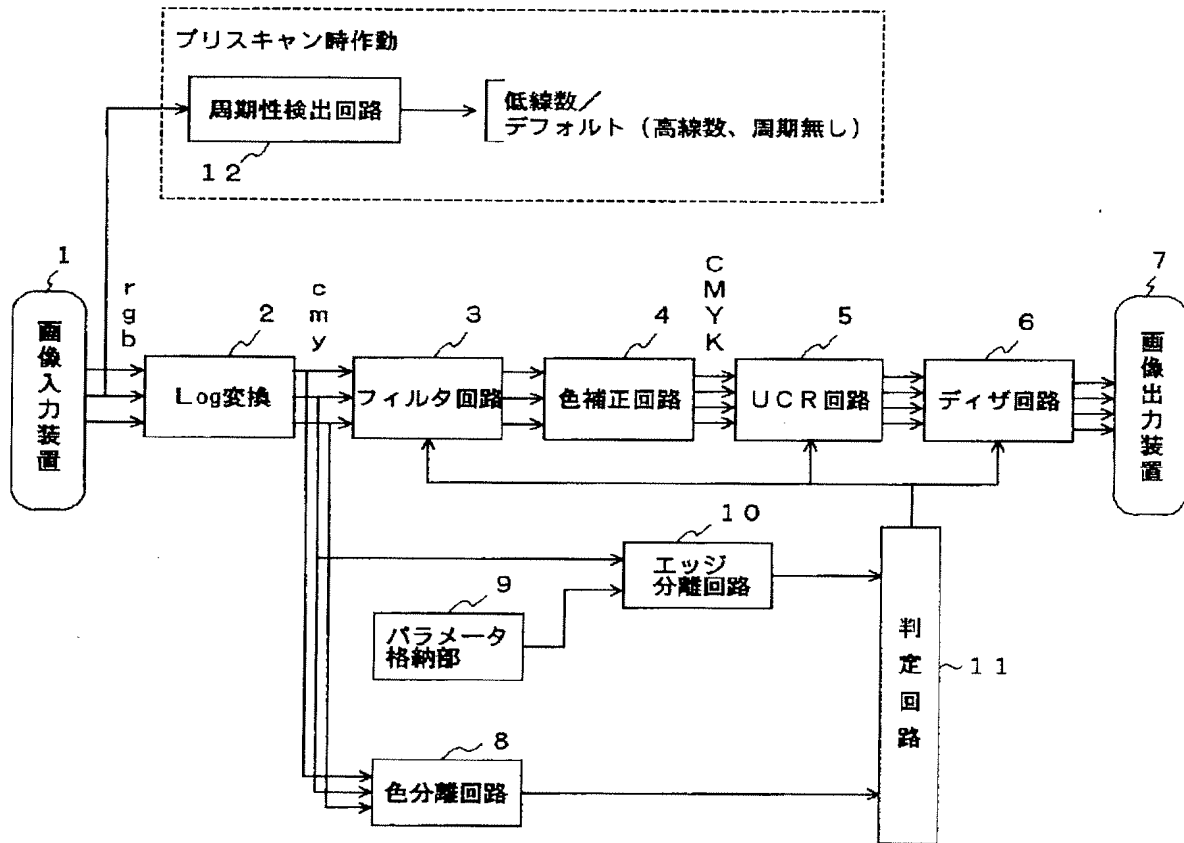 プリスキャン時作動
周期性検出回路
低線数／
デフォルト（高線数、周期無し）
１２
１
rgb
cmy
CMYK
７
２
３
４
５
６
画像入力装置
Log変換
フィルタ回路
色補正回路
ＵＣＲ回路
ディザ回路
画像出力装置
１０
エッジ
分離回路
９
パラメータ
格納部
判定回路
１１
８
色分離回路